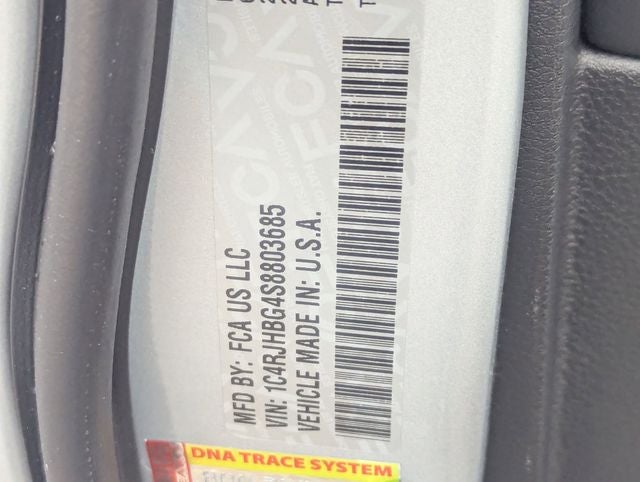 MFD BY: FCA US LLC
VIN: 1C4RJHBG4S8803685
VEHICLE MADE IN: U.S.A.
DNA TRACE SYSTEM